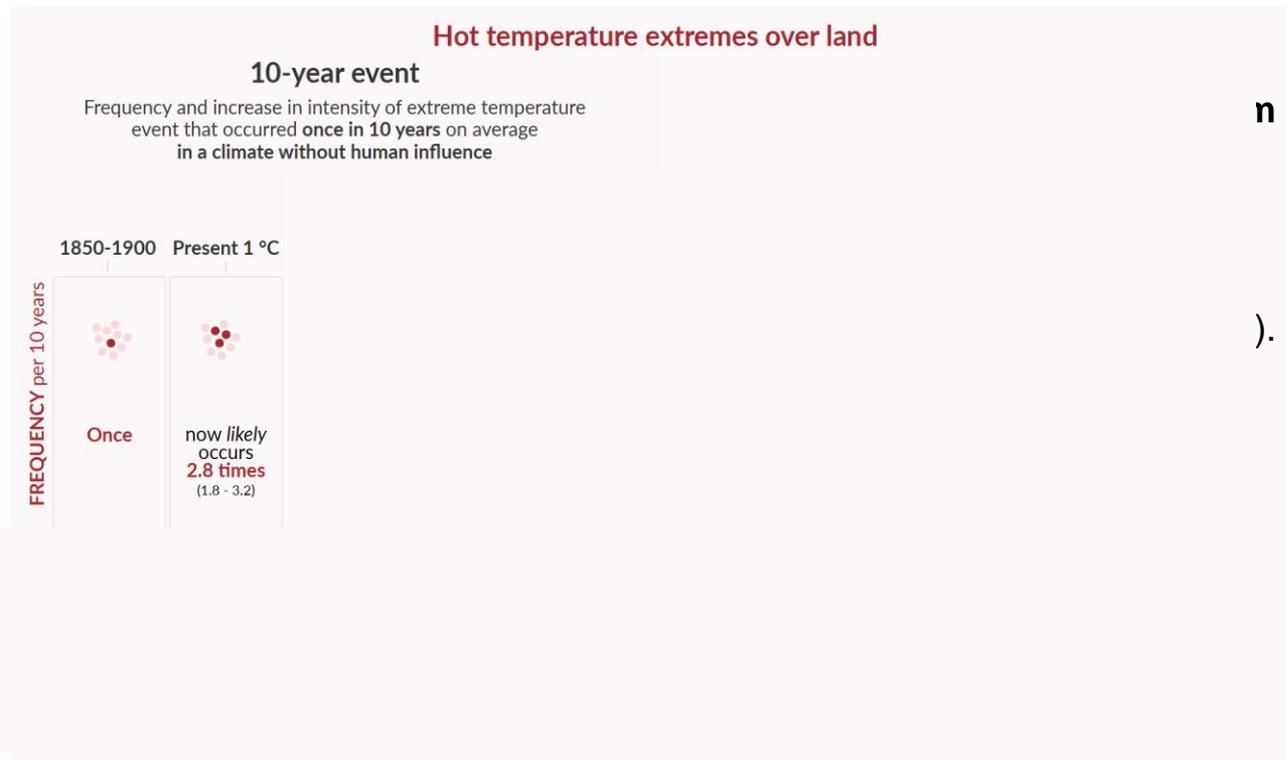 Hot temperature extremes over land
10-year event
Frequency and increase in intensity of extreme temperature
event that occurred once in 10 years on average
in a climate without human influence
n
1850-1900
Present 1 °C
FREQUENCY per 10 years
).
Once
now likely
occurs
2.8 times
(1.8 - 3.2)